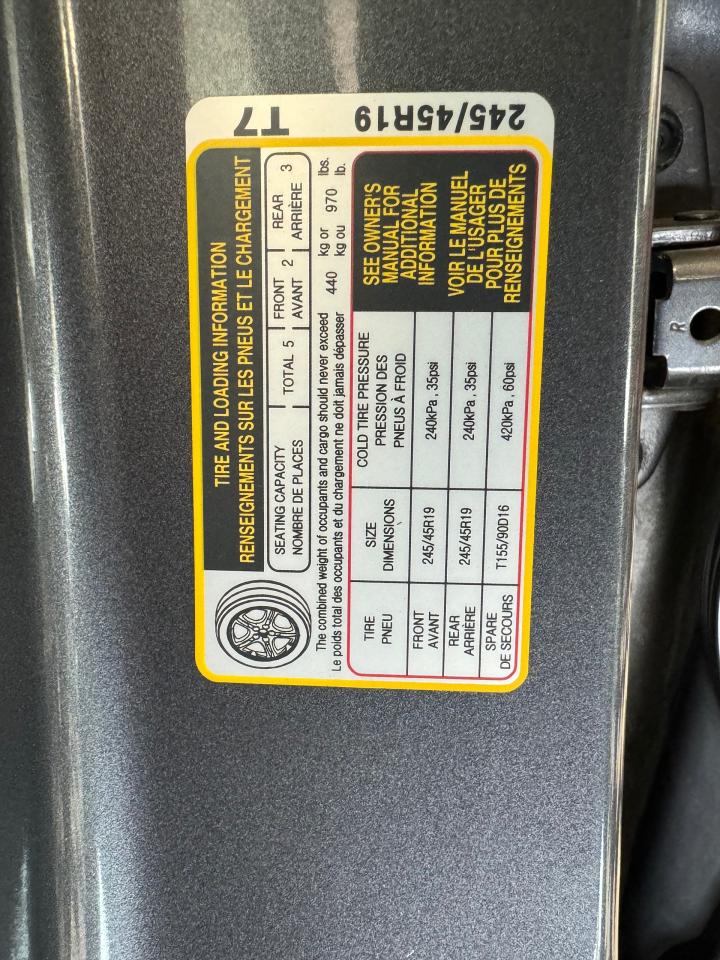 TIRE AND LOADING INFORMATION
RENSEIGNEMENTS SUR LES PNEUS ET LE CHARGEMENT
SEATING CAPACITY
NOMBRE DE PLACES
TOTAL 5
FRONT
AVANT
2
REAR
ARRIÈRE
3
The combined weight of occupants and cargo should never exceed 440 kg or 970 lbs.
Le poids total des occupants et du chargement ne doit jamais dépasser kg ou lb.
TIRE
PNEU
SIZE
DIMENSIONS
COLD TIRE PRESSURE
PRESSION DES
PNEUS À FROID
FRONT
AVANT
245/45R19
240kPa , 35psi
REAR
ARRIÈRE
245/45R19
240kPa , 35psi
SPARE
DE SECOURS
T155/90D16
420kPa , 60psi
SEE OWNER'S
MANUAL FOR
ADDITIONAL
INFORMATION
VOIR LE MANUEL
DE L'USAGER
POUR PLUS DE
RENSEIGNEMENTS
T7
245/45R19
R